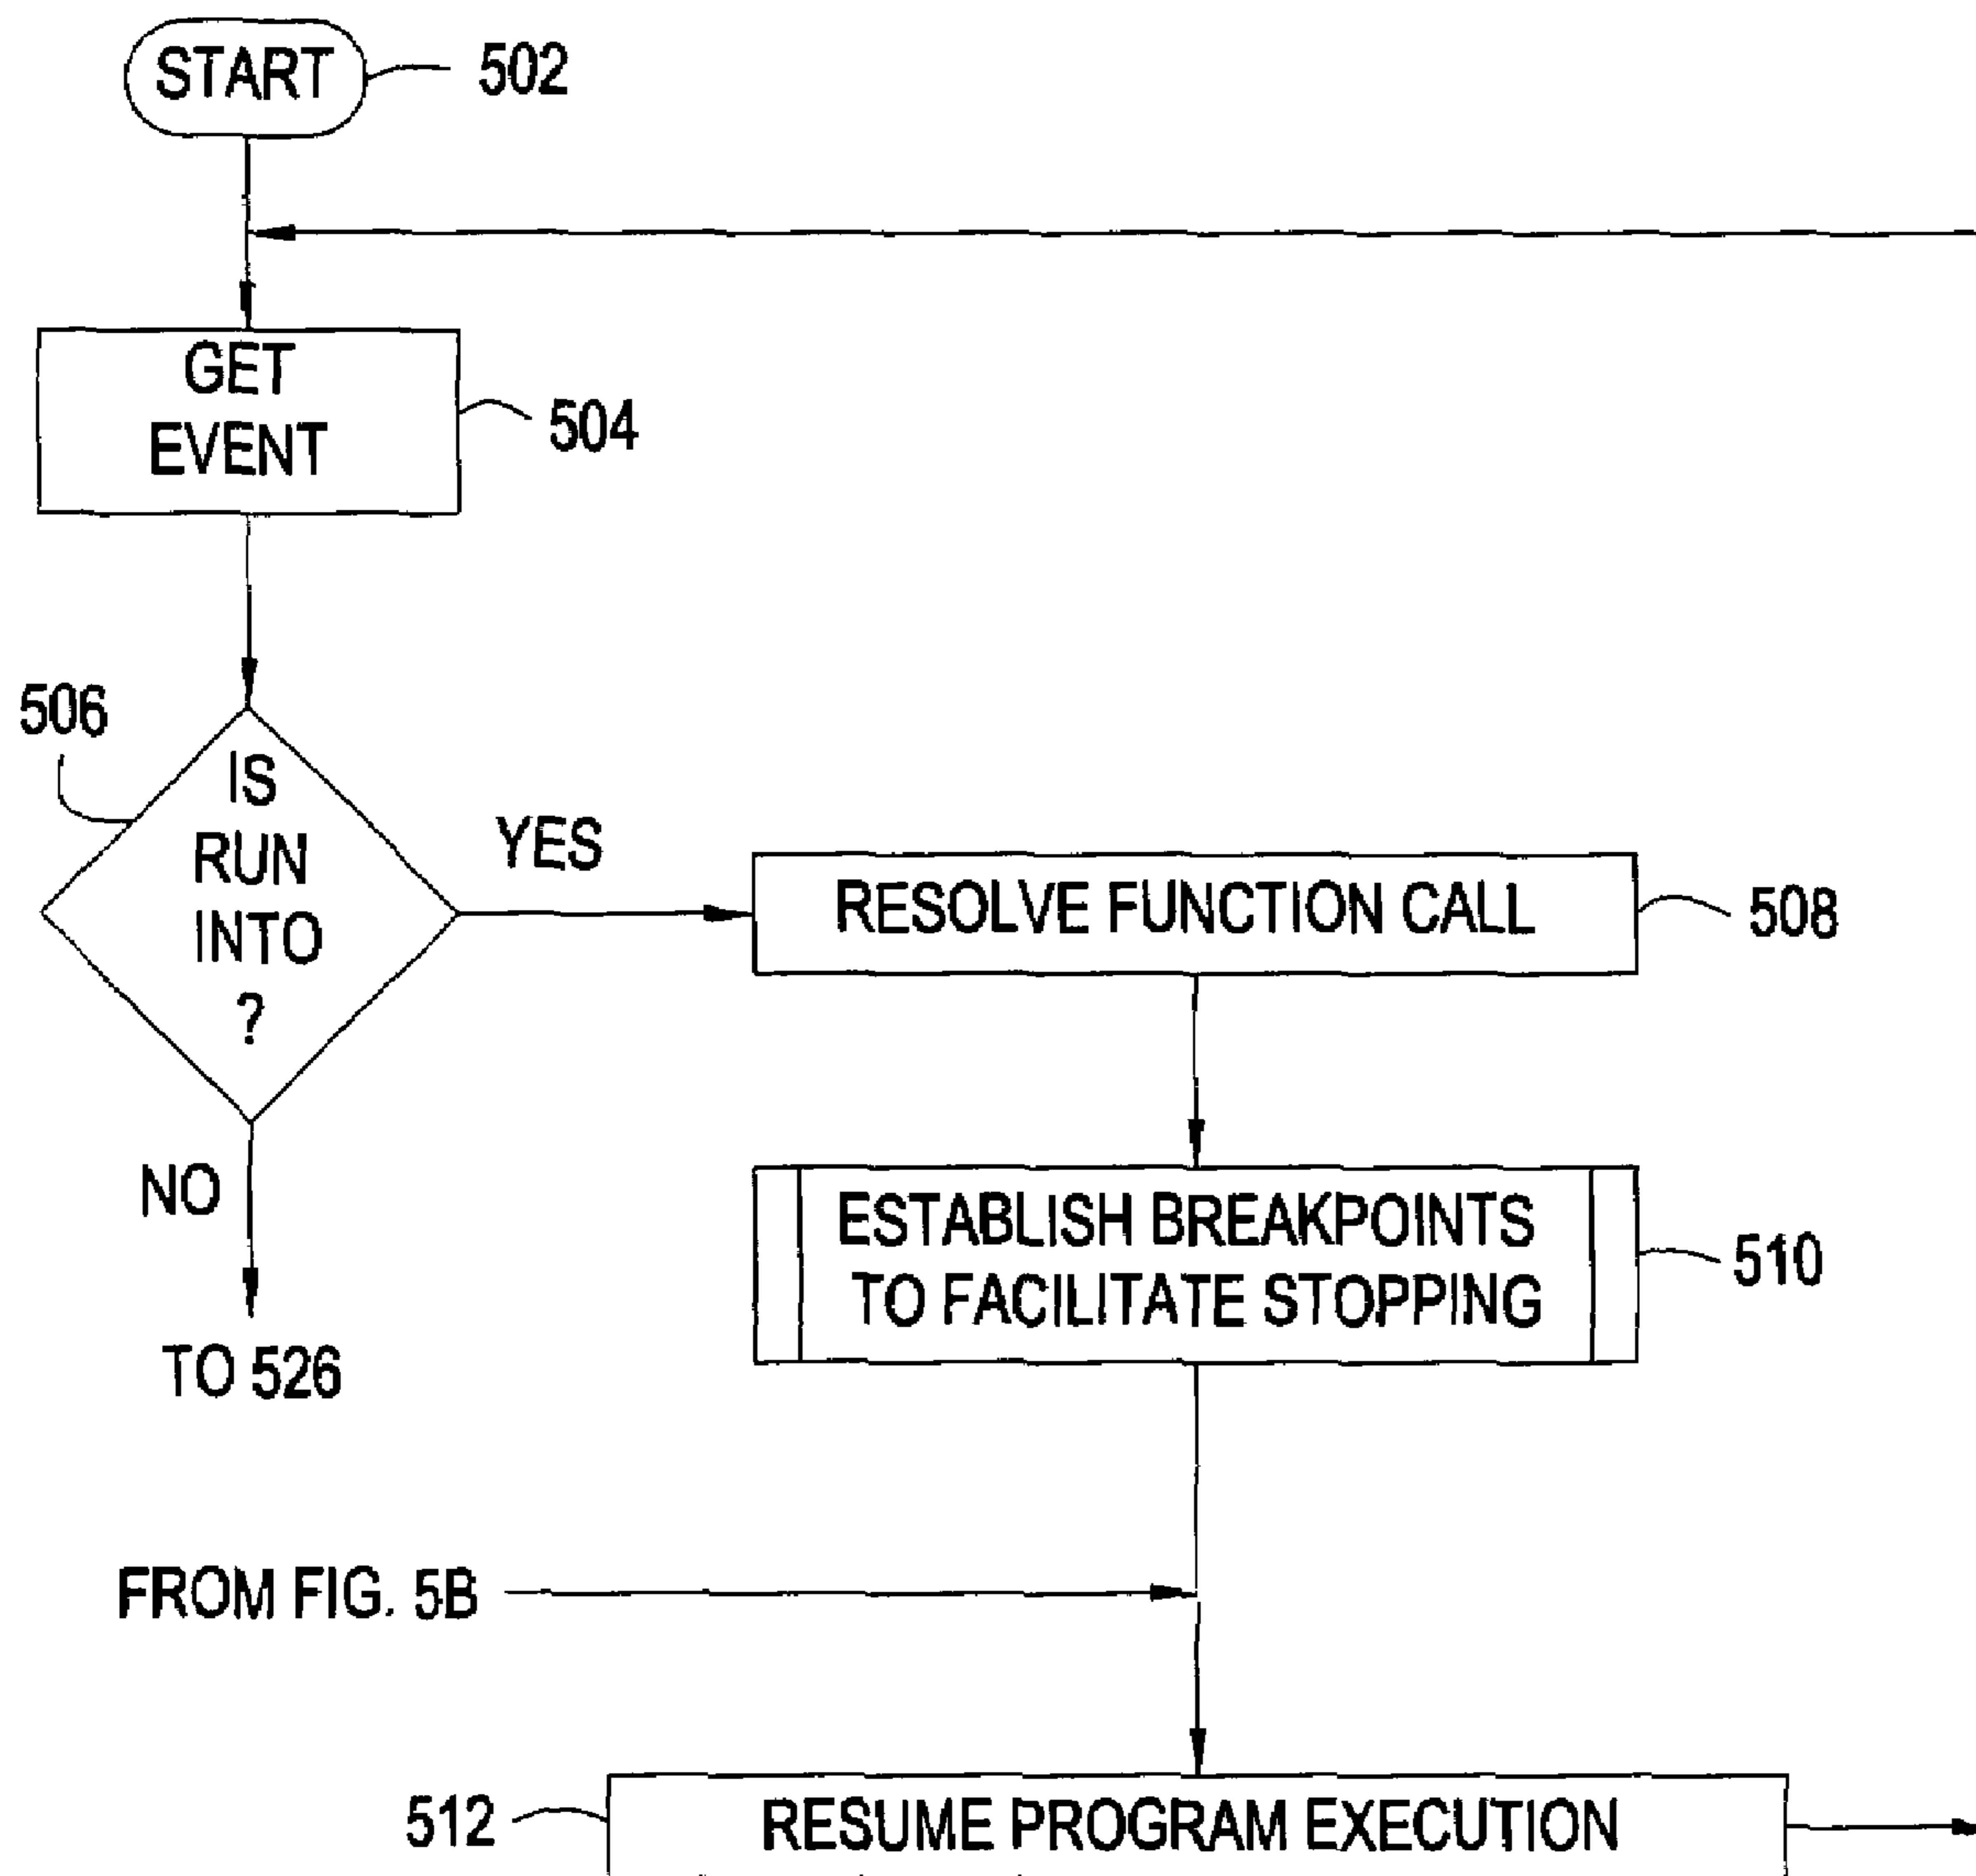 START
502
GET
EVENT
504
506
IS
RUN
INTO
?
YES
RESOLVE FUNCTION CALL
508
NO
TO 526
ESTABLISH BREAKPOINTS
TO FACILITATE STOPPING
510
FROM FIG. 5B
512
RESUME PROGRAM EXECUTION